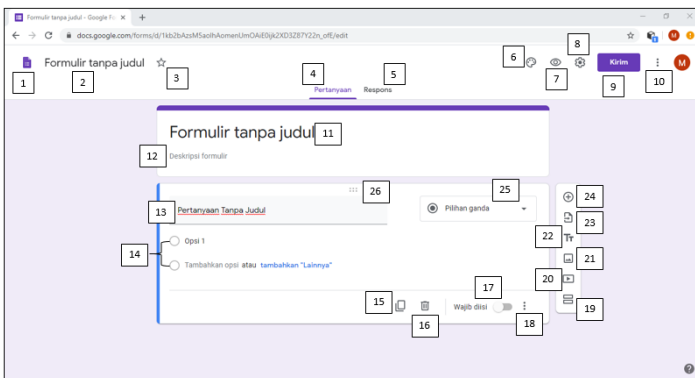 Formulir tanpa judul - Google Fo
docs.google.com/forms/d/1kb2bAzsM5aoIhAomenUmOAiE0jjk2XD3Z87Y22n_ofE/edit
8
6
Formulir tanpa judul
Kirim
M
1
2
3
4
5
7
9
10
Pertanyaan
Respons
Formulir tanpa judul
11
12
Deskripsi formulir
26
25
13
Pertanyaan Tanpa Judul
Pilihan ganda
24
23
14
Opsi 1
22
Tambahkan opsi atau tambahkan "Lainnya"
21
20
15
17
Wajib diisi
19
16
18